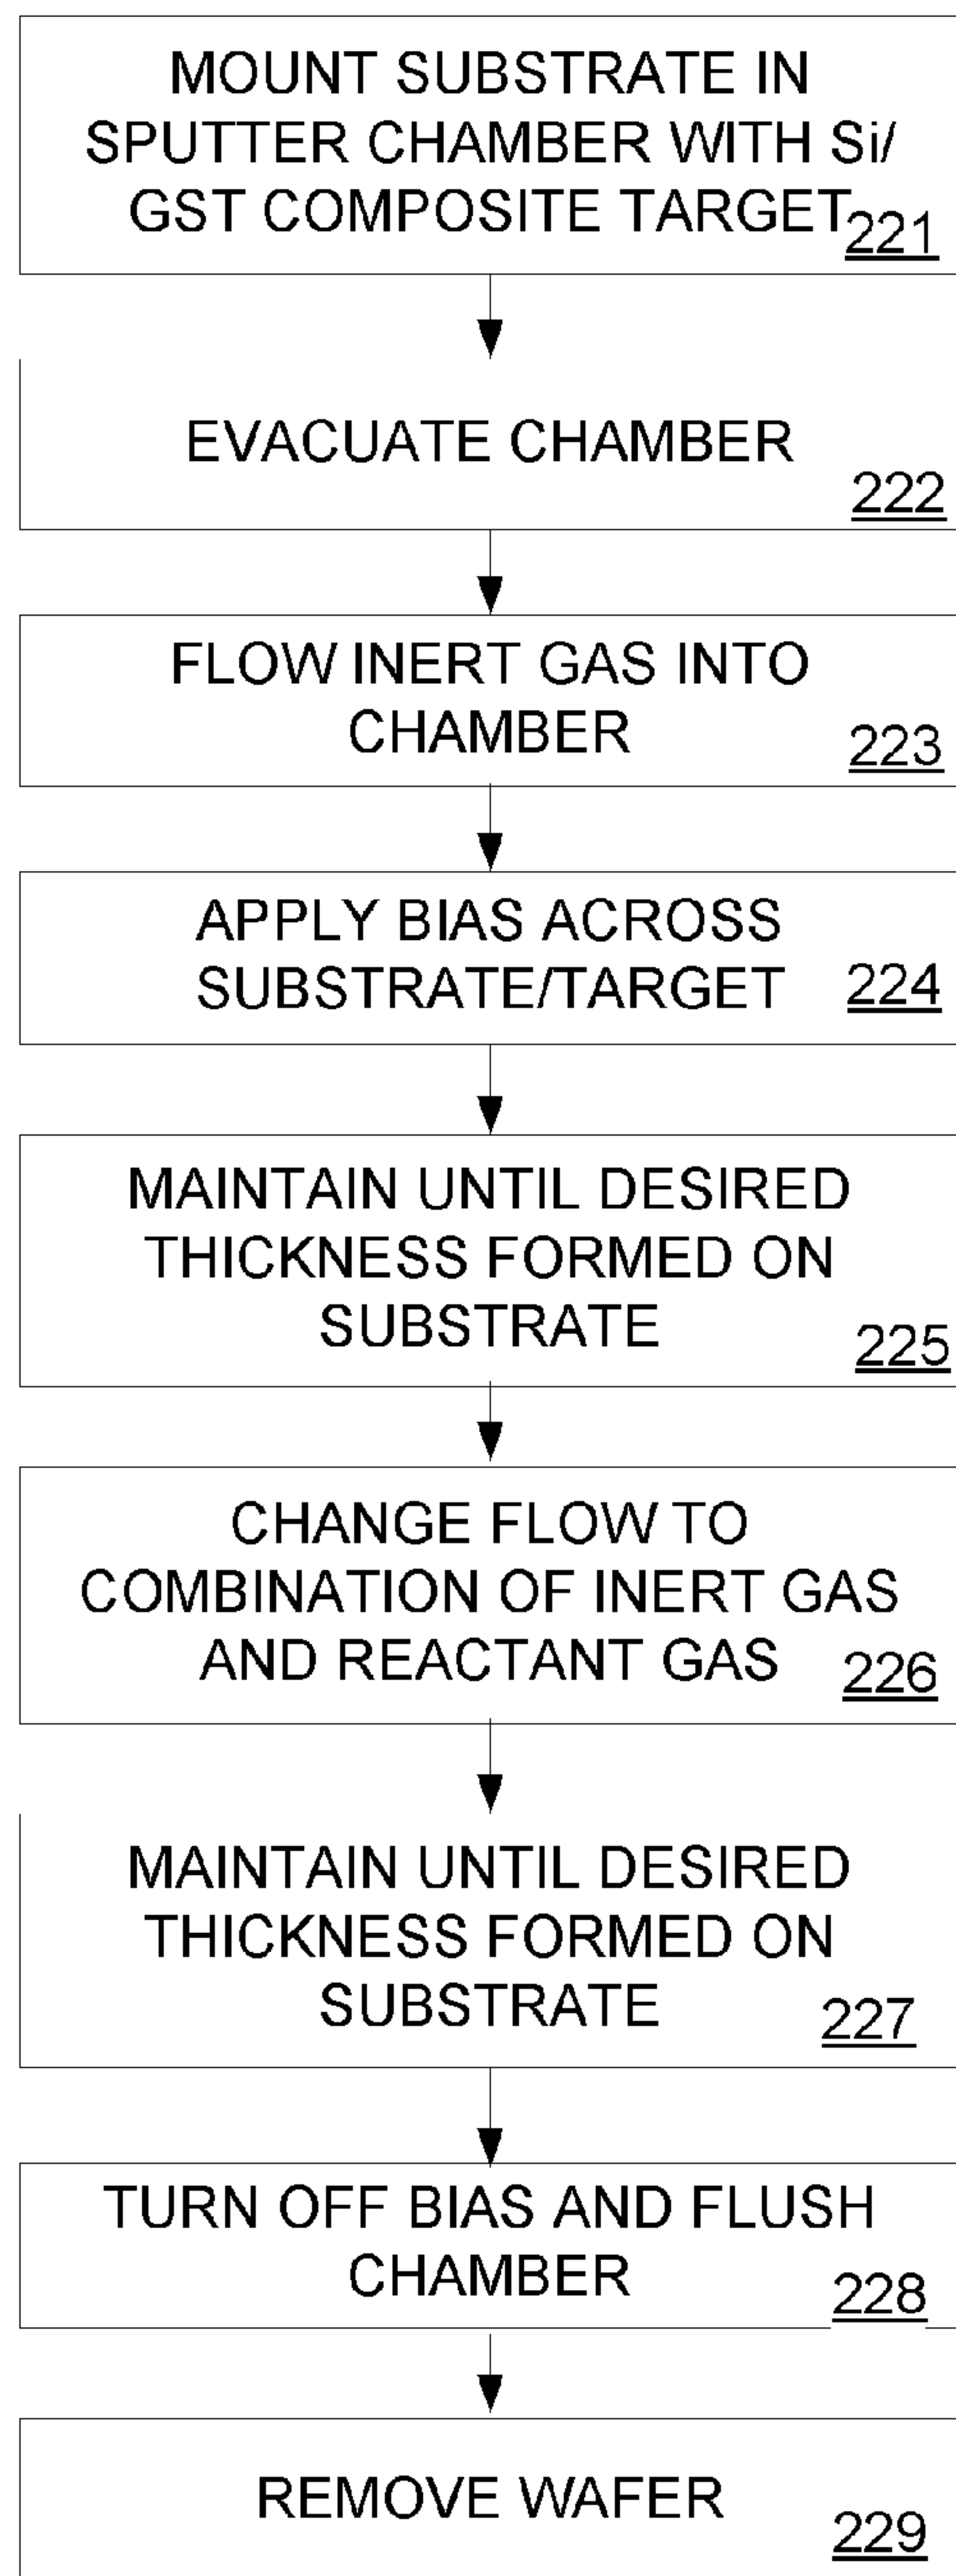 MOUNT SUBSTRATE IN
SPUTTER CHAMBER WITH Si/
GST COMPOSITE TARGET
221
EVACUATE CHAMBER
222
FLOW INERT GAS INTO
CHAMBER
223
APPLY BIAS ACROSS
SUBSTRATE/TARGET
224
MAINTAIN UNTIL DESIRED
THICKNESS FORMED ON
SUBSTRATE
225
CHANGE FLOW TO
COMBINATION OF INERT GAS
AND REACTANT GAS
226
MAINTAIN UNTIL DESIRED
THICKNESS FORMED ON
SUBSTRATE
227
TURN OFF BIAS AND FLUSH
CHAMBER
228
REMOVE WAFER
229